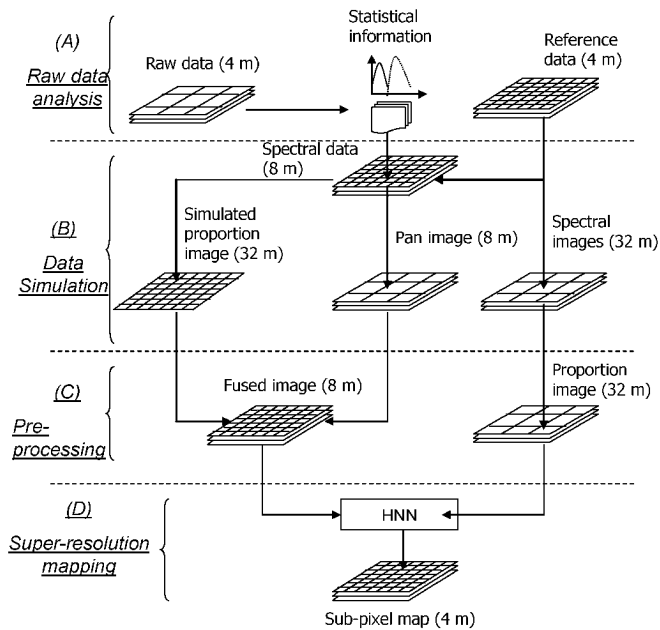 (A)
Raw data
analysis
Raw data (4 m)
Statistical
information
Reference
data (4 m)
(B)
Data
Simulation
Spectral data
(8 m)
Simulated
proportion
image (32 m)
Pan image (8 m)
Spectral
images (32 m)
(C)
Pre-
processing
Fused image (8 m)
Proportion
image (32 m)
(D)
Super-resolution
mapping
HNN
Sub-pixel map (4 m)